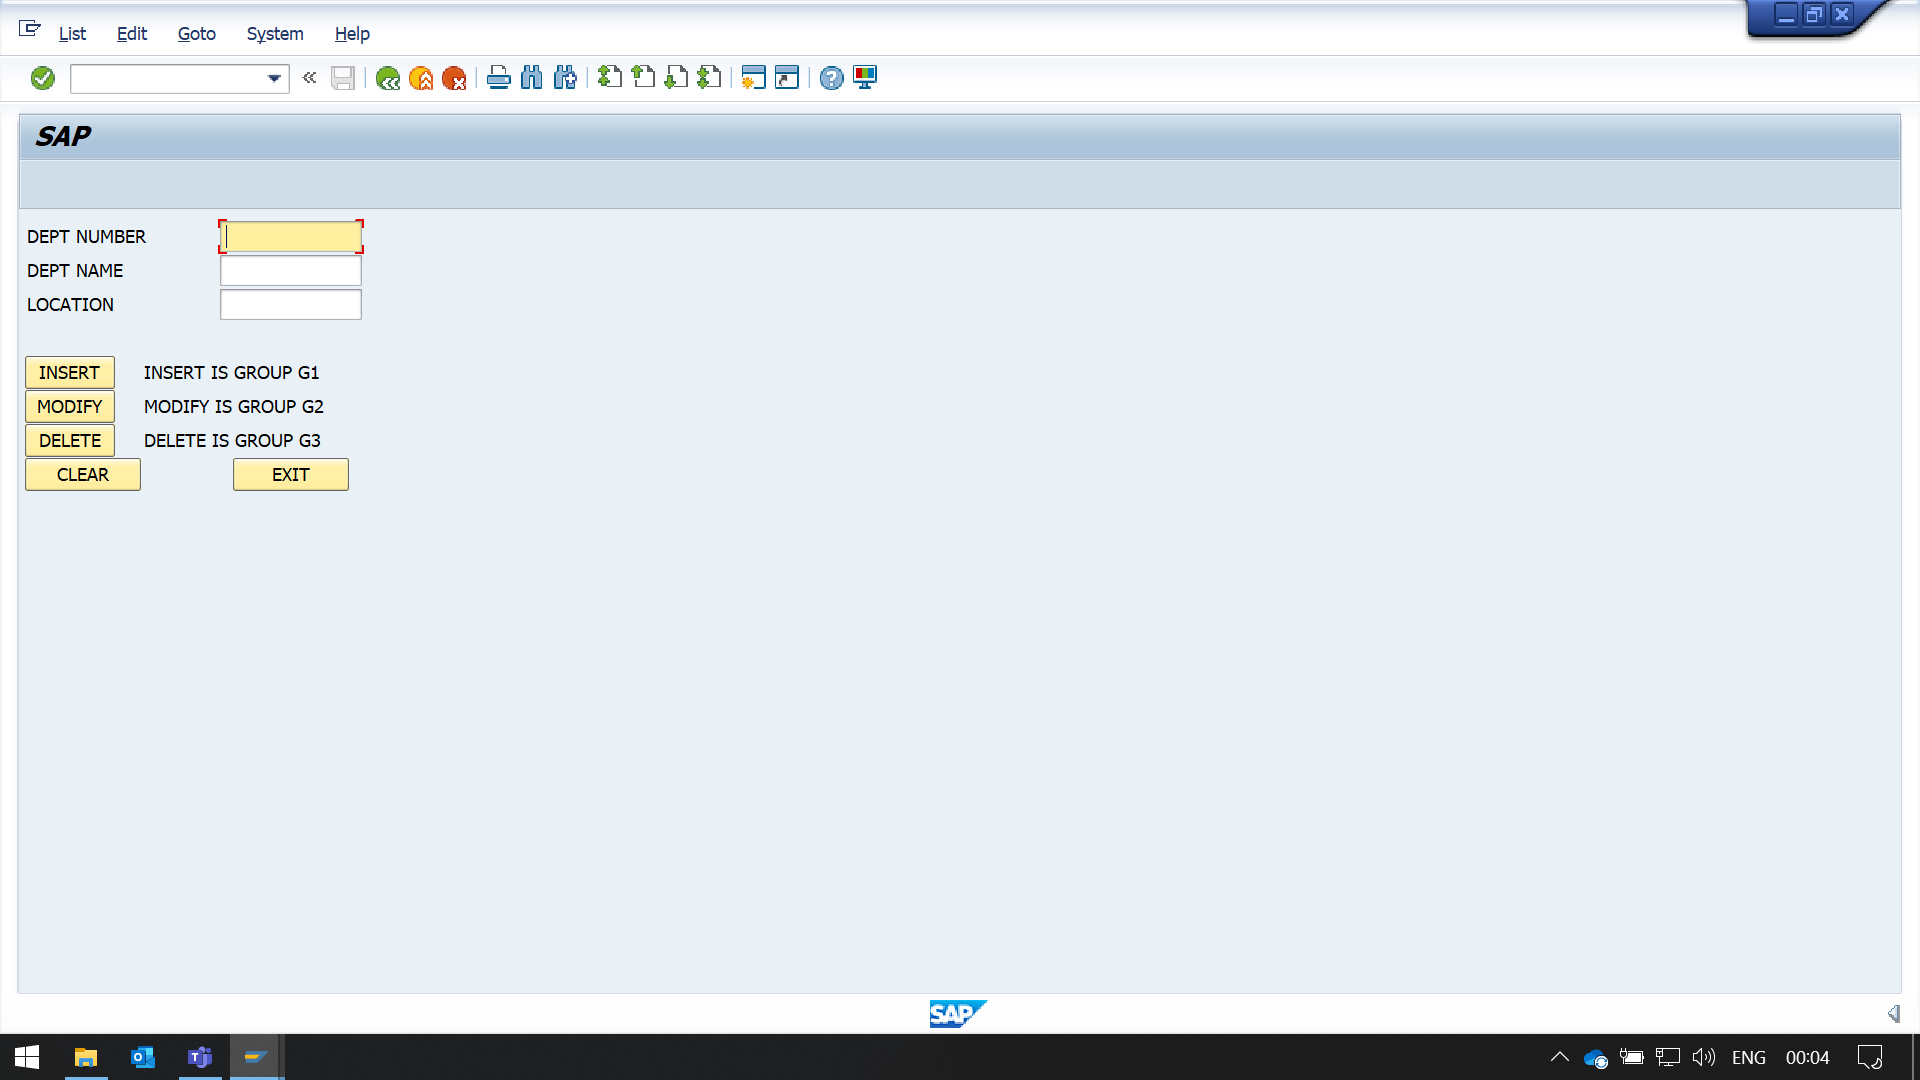 List Edit Goto System Help
SAP
DEPT NUMBER
DEPT NAME
LOCATION
INSERT INSERT IS GROUP G1
MODIFY MODIFY IS GROUP G2
DELETE DELETE IS GROUP G3
CLEAR EXIT
SAP
ENG 00:04